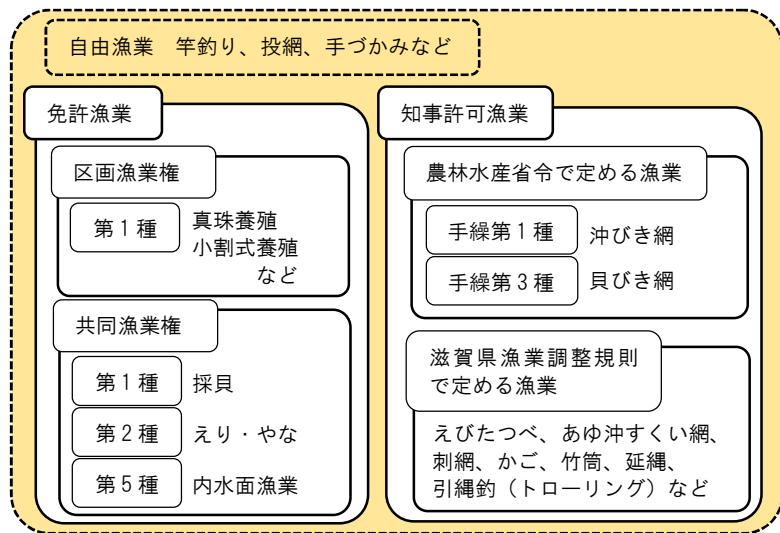 自由漁業　竿釣り、投網、手づかみなど
免許漁業
区画漁業権
第１種
真珠養殖
小割式養殖
など
共同漁業権
第１種
採貝
第２種
えり・やな
第５種
内水面漁業
知事許可漁業
農林水産省令で定める漁業
手繰第１種
沖びき網
手繰第３種
貝びき網
滋賀県漁業調整規則
で定める漁業
えびたつべ、あゆ沖すくい網、
刺網、かご、竹筒、延縄、
引縄釣（トローリング）など